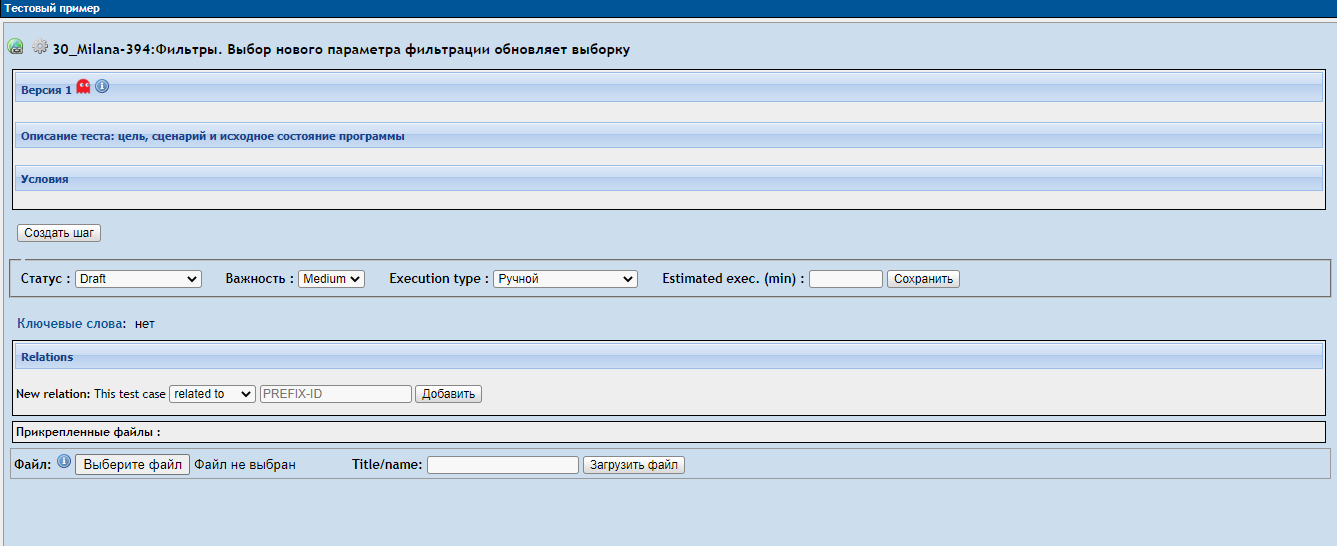 Тестовый пример
30_Milana-394:Фильтры. Выбор нового параметра фильтрации обновляет выборку
Версия 1
Описание теста: цель, сценарий и исходное состояние программы
Условия
Создать шаг
Статус : Draft Важность : Medium Execution type : Ручной Estimated exec. (min) : Сохранить
Ключевые слова: нет
Relations
New relation: This test case related to PREFIX-ID Добавить
Прикрепленные файлы :
Файл: Выберите файл Файл не выбран Title/name: Загрузить файл